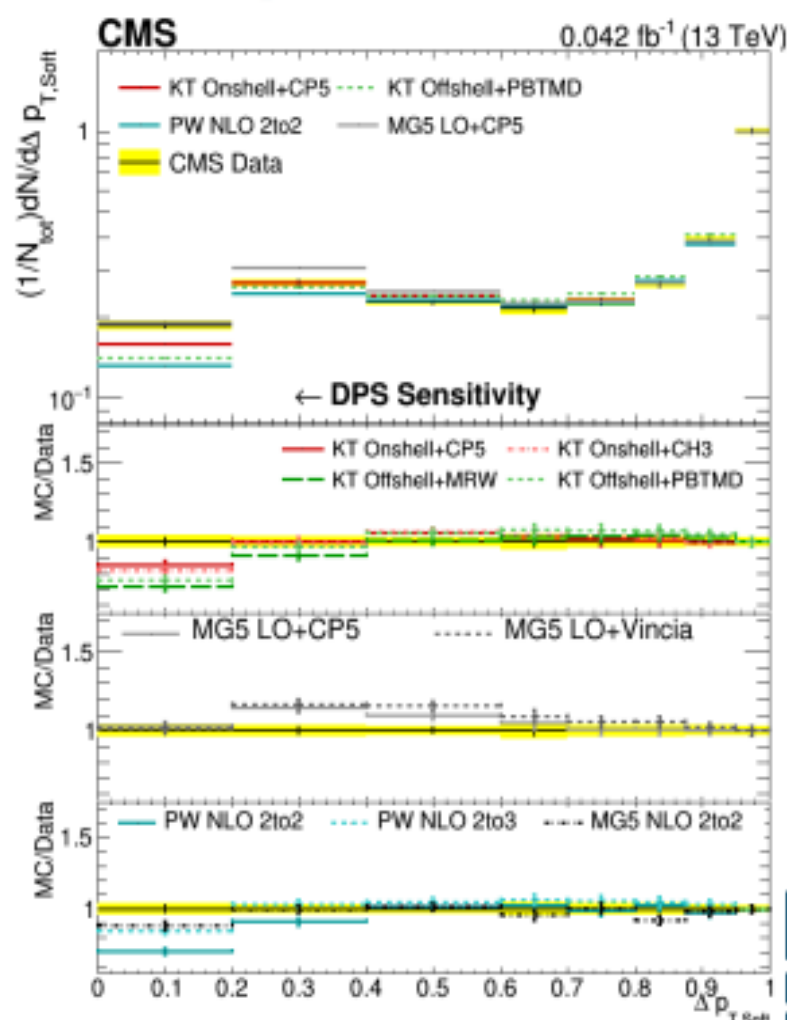 CMS 0.042 fb⁻¹ (13 TeV)
(1/N_tot)dN/dΔ p_T,Soft
KT Onshell+CP5 KT Offshell+PBTMD
PW NLO 2to2 MG5 LO+CP5
CMS Data
1
10⁻¹
← DPS Sensitivity
MC/Data
KT Onshell+CP5 KT Onshell+CH3
KT Offshell+MRW KT Offshell+PBTMD
1.5
1
MC/Data
MG5 LO+CP5 MG5 LO+Vincia
1.5
1
MC/Data
PW NLO 2to2 PW NLO 2to3 MG5 NLO 2to2
1.5
1
0 0.1 0.2 0.3 0.4 0.5 0.6 0.7 0.8 0.9 1
Δ p_T,Soft